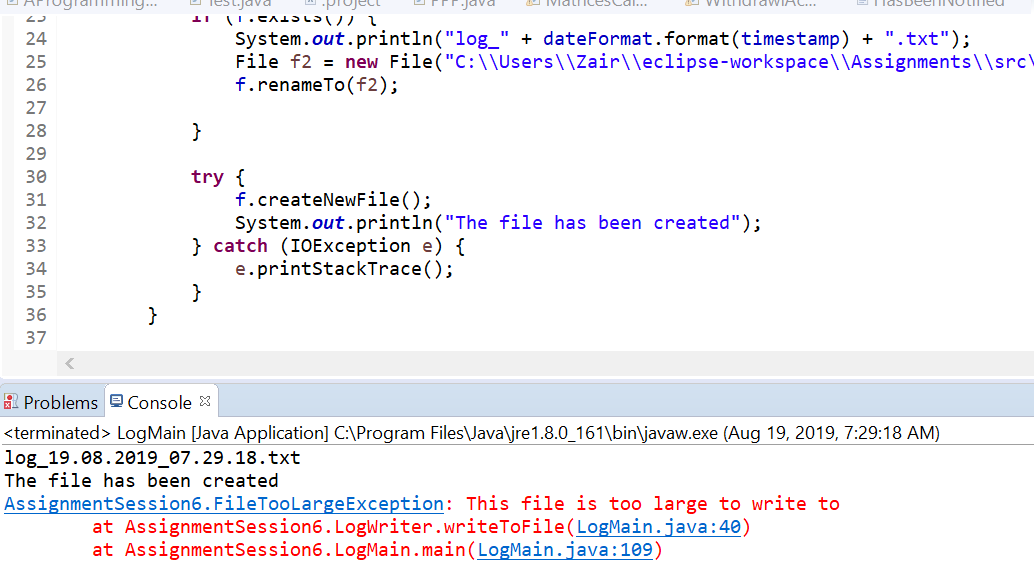 AProgramming... Test.java .project PPP.java MatricesCal... WithdrawlAc... HasBeenNotified
23 if (f.exists()) {
24 System.out.println("log_" + dateFormat.format(timestamp) + ".txt");
25 File f2 = new File("C:\\Users\\Zair\\eclipse-workspace\\Assignments\\src\
26 f.renameTo(f2);
27
28 }
29
30 try {
31 f.createNewFile();
32 System.out.println("The file has been created");
33 } catch (IOException e) {
34 e.printStackTrace();
35 }
36 }
37
Problems Console
<terminated> LogMain [Java Application] C:\Program Files\Java\jre1.8.0_161\bin\javaw.exe (Aug 19, 2019, 7:29:18 AM)
log_19.08.2019_07.29.18.txt
The file has been created
AssignmentSession6.FileTooLargeException: This file is too large to write to
at AssignmentSession6.LogWriter.writeToFile(LogMain.java:40)
at AssignmentSession6.LogMain.main(LogMain.java:109)